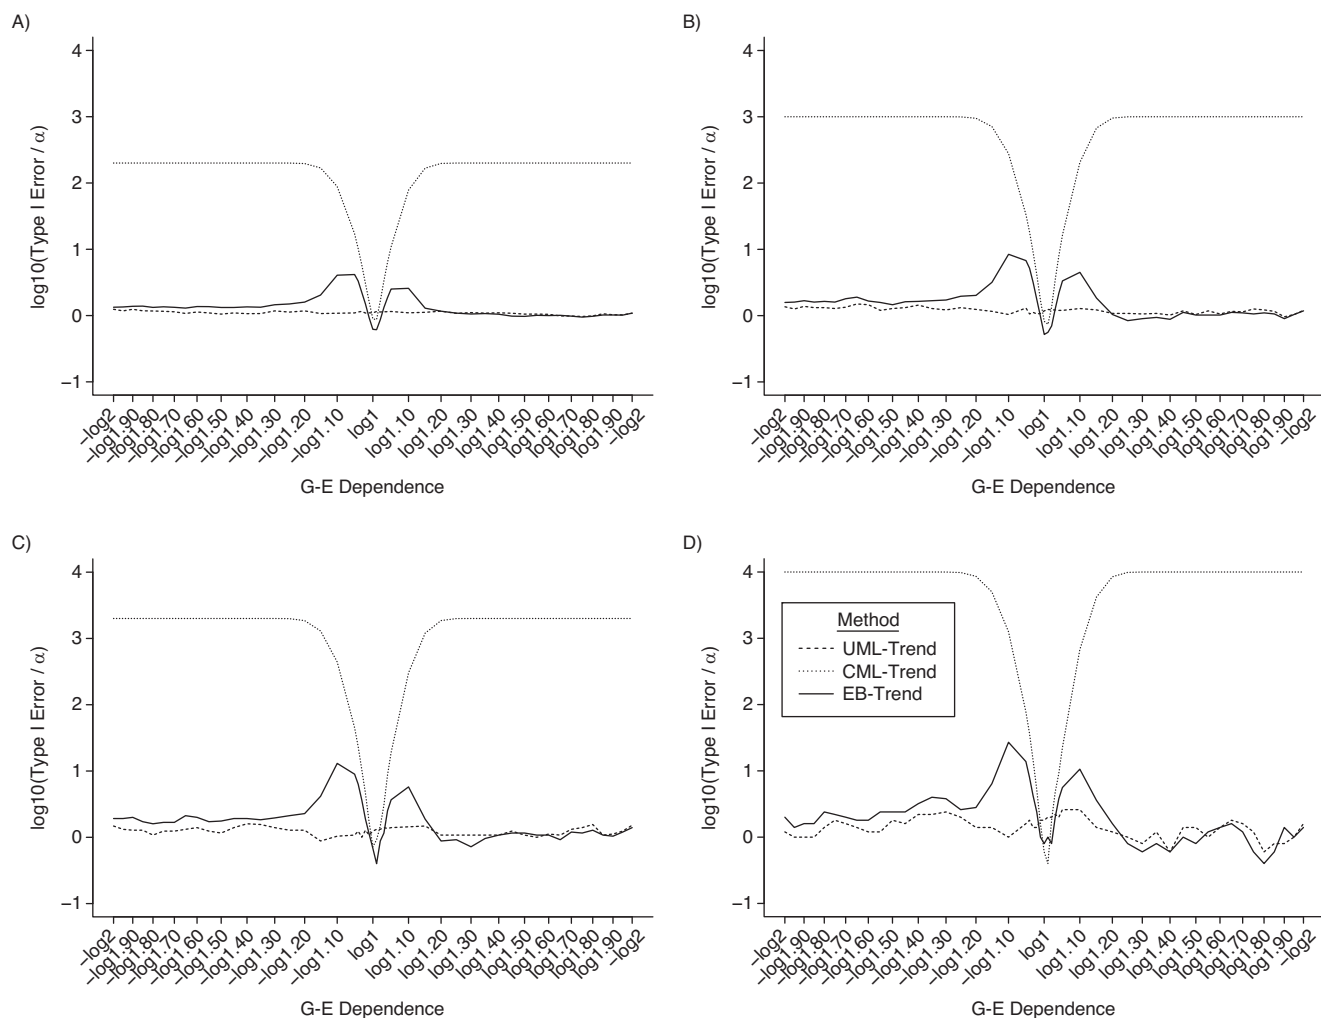 A)
4
3
2
1
0
−1
log10(Type I Error / α)
−log2
−log1.90
−log1.80
−log1.70
−log1.60
−log1.50
−log1.40
−log1.30
−log1.20
−log1.10
log1
log1.10
log1.20
log1.30
log1.40
log1.50
log1.60
log1.70
log1.80
log1.90
−log2
G-E Dependence
B)
4
3
2
1
0
−1
log10(Type I Error / α)
−log2
−log1.90
−log1.80
−log1.70
−log1.60
−log1.50
−log1.40
−log1.30
−log1.20
−log1.10
log1
log1.10
log1.20
log1.30
log1.40
log1.50
log1.60
log1.70
log1.80
log1.90
−log2
G-E Dependence
C)
4
3
2
1
0
−1
log10(Type I Error / α)
−log2
−log1.90
−log1.80
−log1.70
−log1.60
−log1.50
−log1.40
−log1.30
−log1.20
−log1.10
log1
log1.10
log1.20
log1.30
log1.40
log1.50
log1.60
log1.70
log1.80
log1.90
−log2
G-E Dependence
D)
4
3
2
1
0
−1
log10(Type I Error / α)
Method
UML-Trend
CML-Trend
EB-Trend
−log2
−log1.90
−log1.80
−log1.70
−log1.60
−log1.50
−log1.40
−log1.30
−log1.20
−log1.10
log1
log1.10
log1.20
log1.30
log1.40
log1.50
log1.60
log1.70
log1.80
log1.90
−log2
G-E Dependence